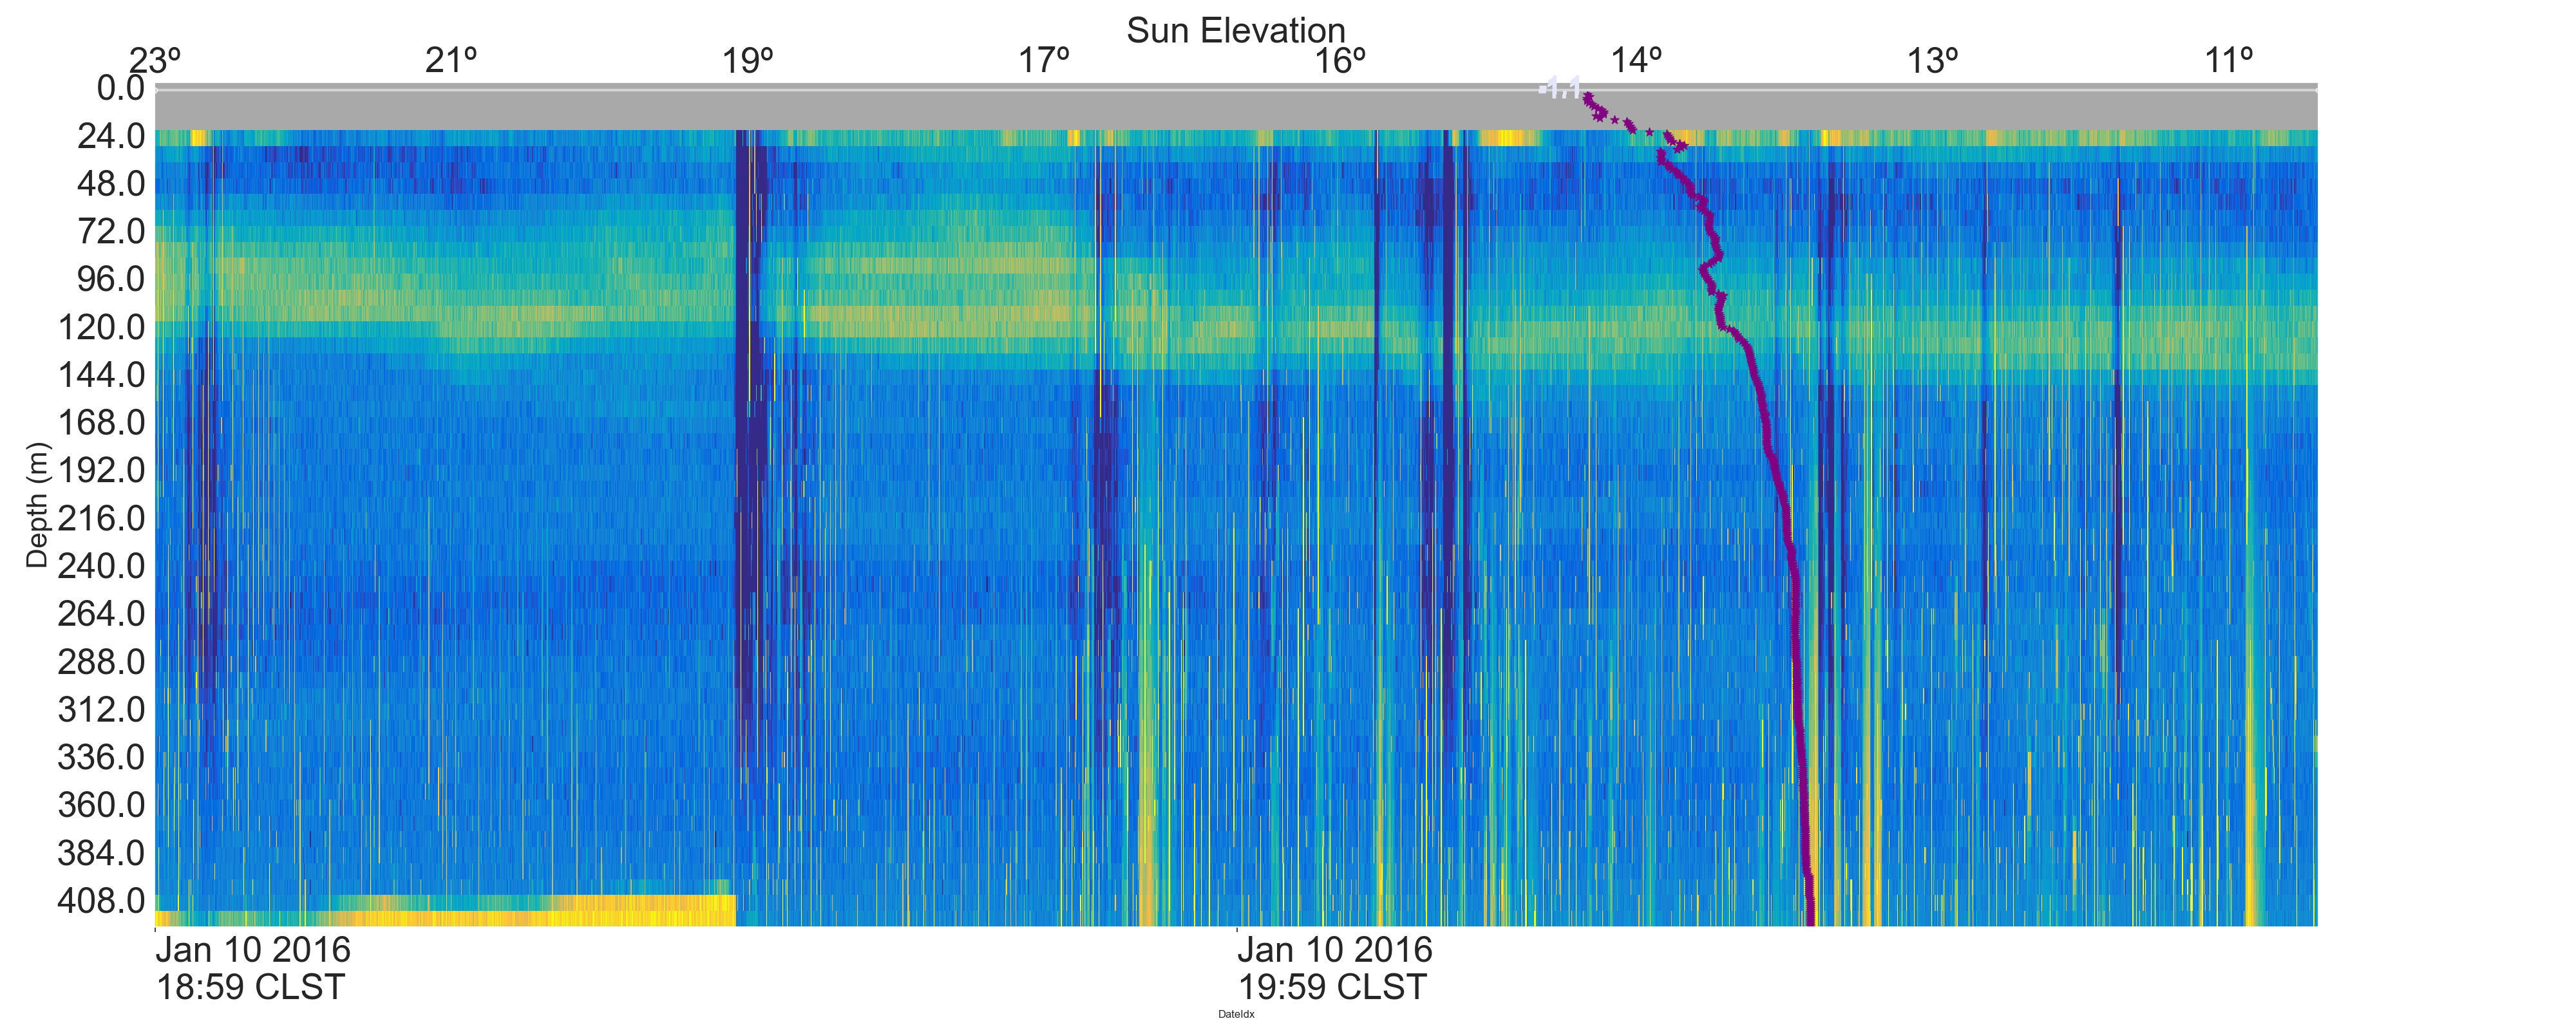 Sun Elevation
23º 21º 19º 17º 16º 14º 13º 11º
0.0
-1,1
24.0
48.0
72.0
96.0
120.0
144.0
168.0
192.0
216.0
240.0
264.0
288.0
312.0
336.0
360.0
384.0
408.0
Depth (m)
Jan 10 2016
18:59 CLST
Jan 10 2016
19:59 CLST
DateIdx